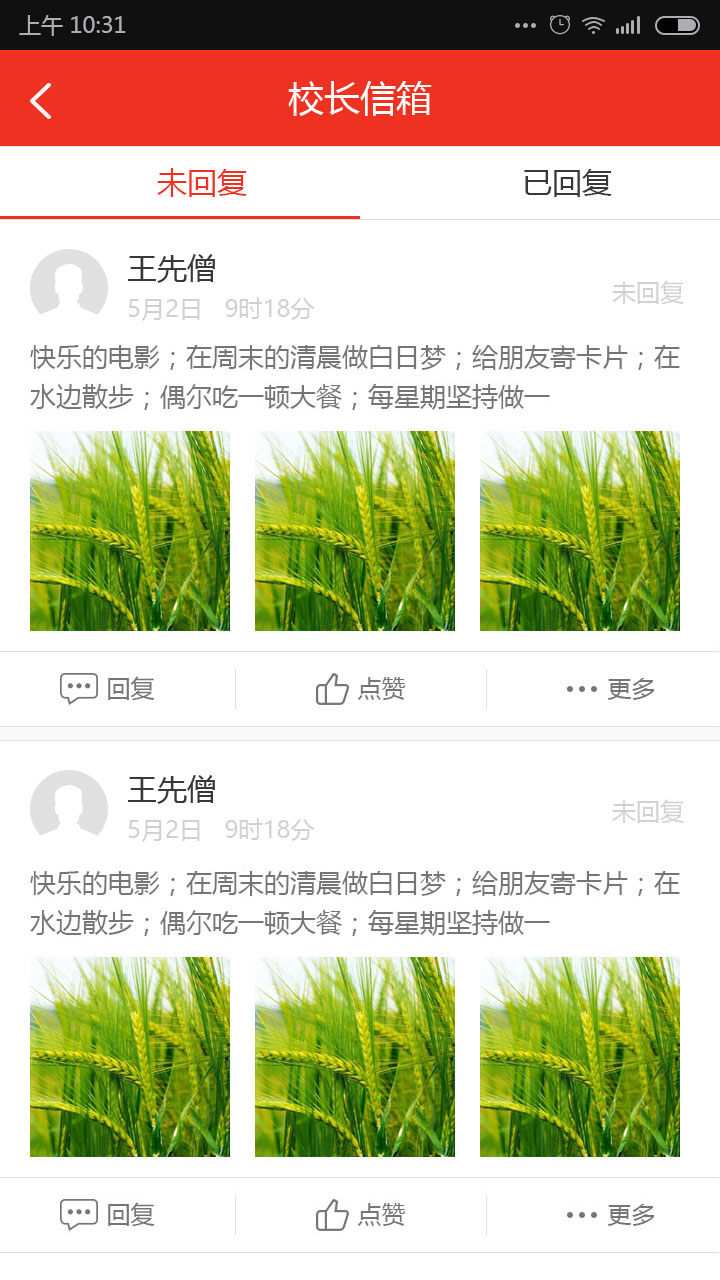 上午 10:31
校长信箱
未回复
已回复
王先僧
5月2日 9时18分
未回复
快乐的电影；在周末的清晨做白日梦；给朋友寄卡片；在
水边散步；偶尔吃一顿大餐；每星期坚持做一
回复
点赞
更多
王先僧
5月2日 9时18分
未回复
快乐的电影；在周末的清晨做白日梦；给朋友寄卡片；在
水边散步；偶尔吃一顿大餐；每星期坚持做一
回复
点赞
更多